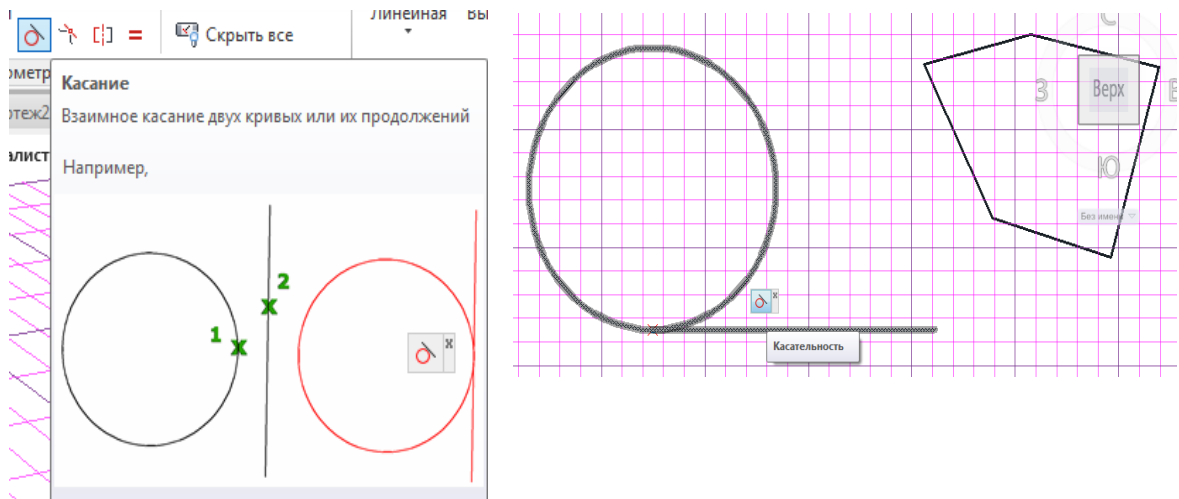 Линейная Вы
Скрыть все
ометр
Касание
ртеж2
Взаимное касание двух кривых или их продолжений
алист
Например,
1
2
x
С
З
Верх
В
Ю
Без имени
x
Касательность